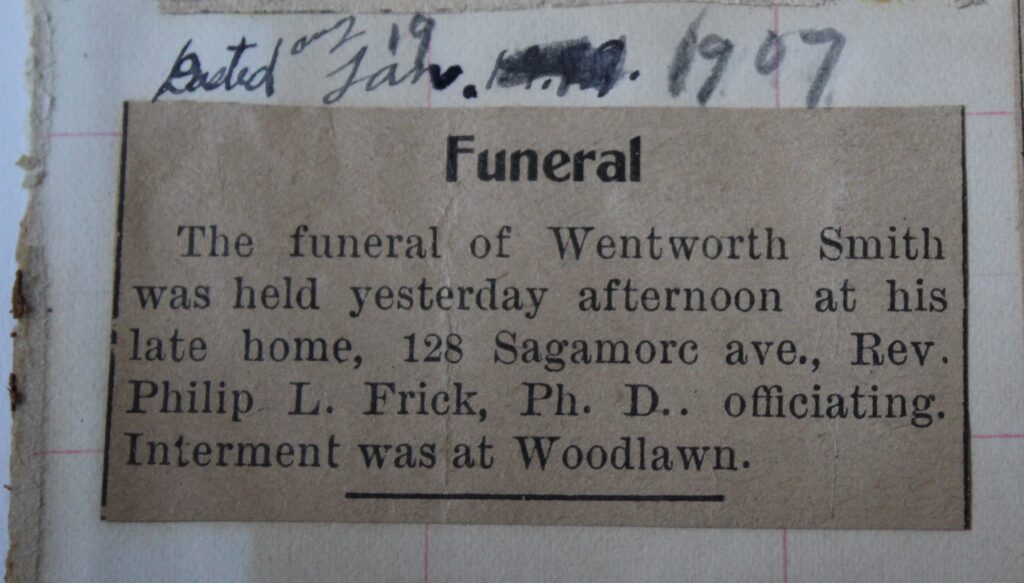 Jan. 19 1907
Funeral
The funeral of Wentworth Smith
was held yesterday afternoon at his
late home, 128 Sagamorc ave., Rev.
Philip L. Frick, Ph. D.. officiating.
Interment was at Woodlawn.